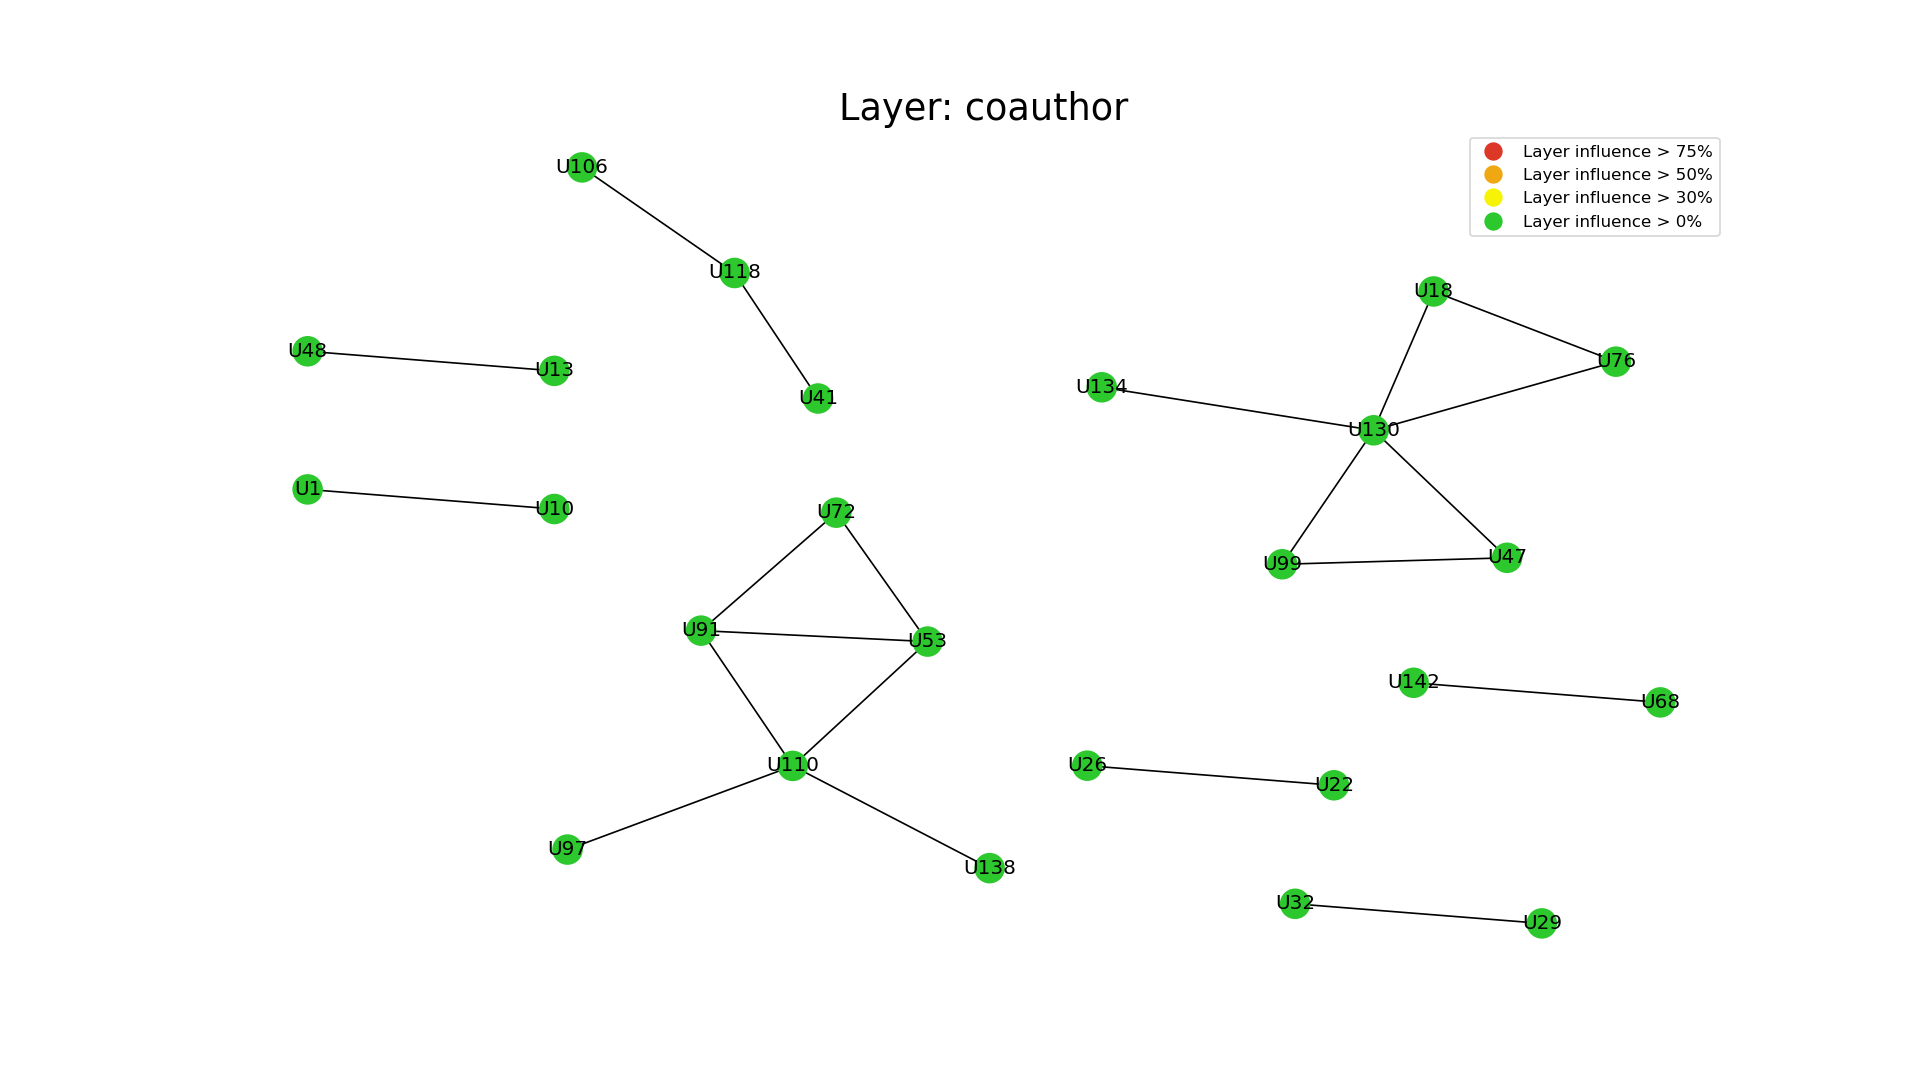 Layer: coauthor
Layer influence > 75%
Layer influence > 50%
Layer influence > 30%
Layer influence > 0%
U106
U118
U18
U48
U13
U76
U134
U41
U130
U1
U10
U72
U99
U47
U91
U53
U142
U68
U110
U26
U22
U97
U138
U32
U29